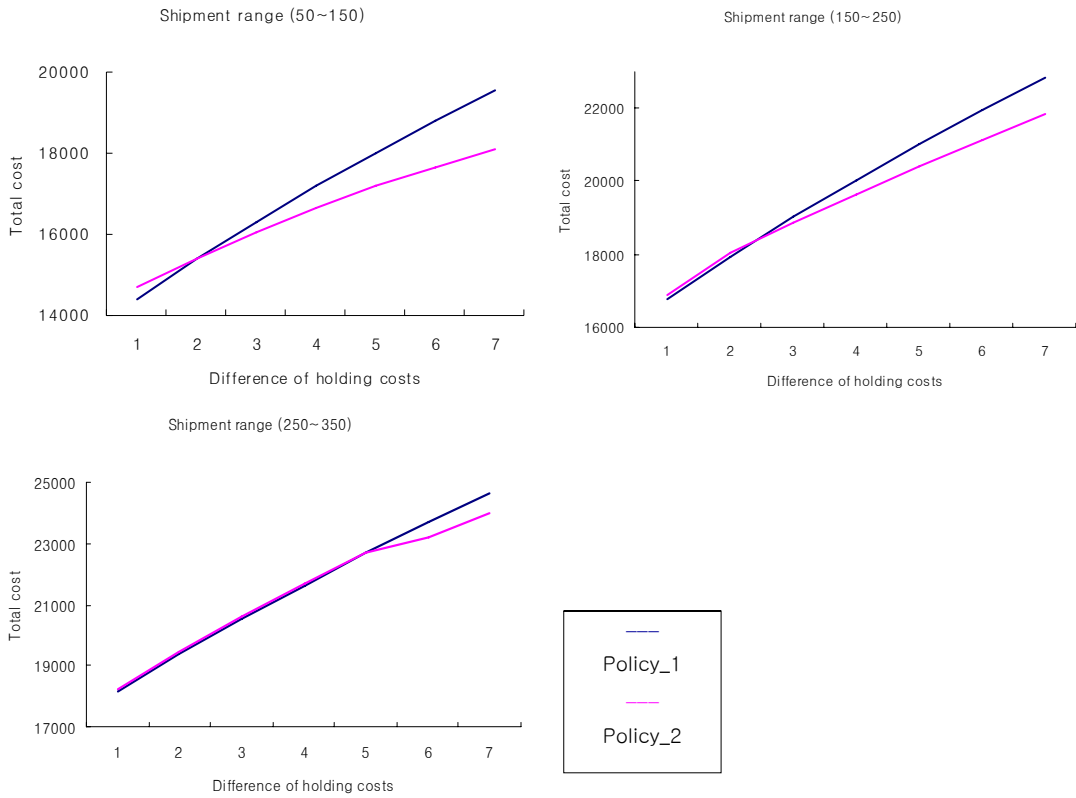 Shipment range (50~150)
20000
18000
16000
14000
Total cost
1 2 3 4 5 6 7
Difference of holding costs
Shipment range (150~250)
22000
20000
18000
16000
Total cost
1 2 3 4 5 6 7
Difference of holding costs
Shipment range (250~350)
25000
23000
21000
19000
17000
Total cost
1 2 3 4 5 6 7
Difference of holding costs
Policy_1
Policy_2